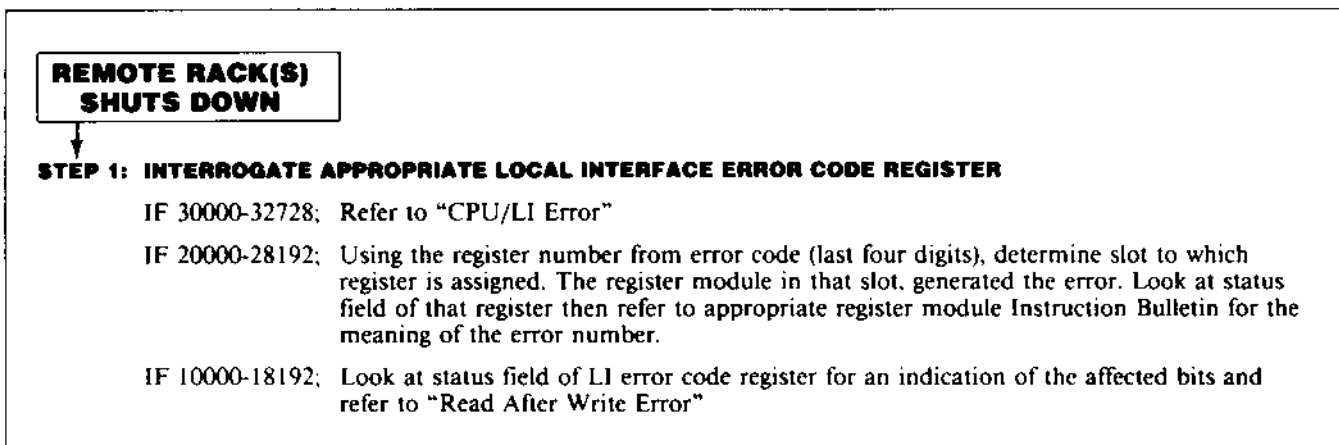 REMOTE RACK(S)
SHUTS DOWN
STEP 1: INTERROGATE APPROPRIATE LOCAL INTERFACE ERROR CODE REGISTER
IF 30000-32728; Refer to “CPU/LI Error”
IF 20000-28192; Using the register number from error code (last four digits), determine slot to which
register is assigned. The register module in that slot. generated the error. Look at status
field of that register then refer to appropriate register module Instruction Bulletin for the
meaning of the error number.
IF 10000-18192; Look at status field of LI error code register for an indication of the affected bits and
refer to “Read After Write Error”